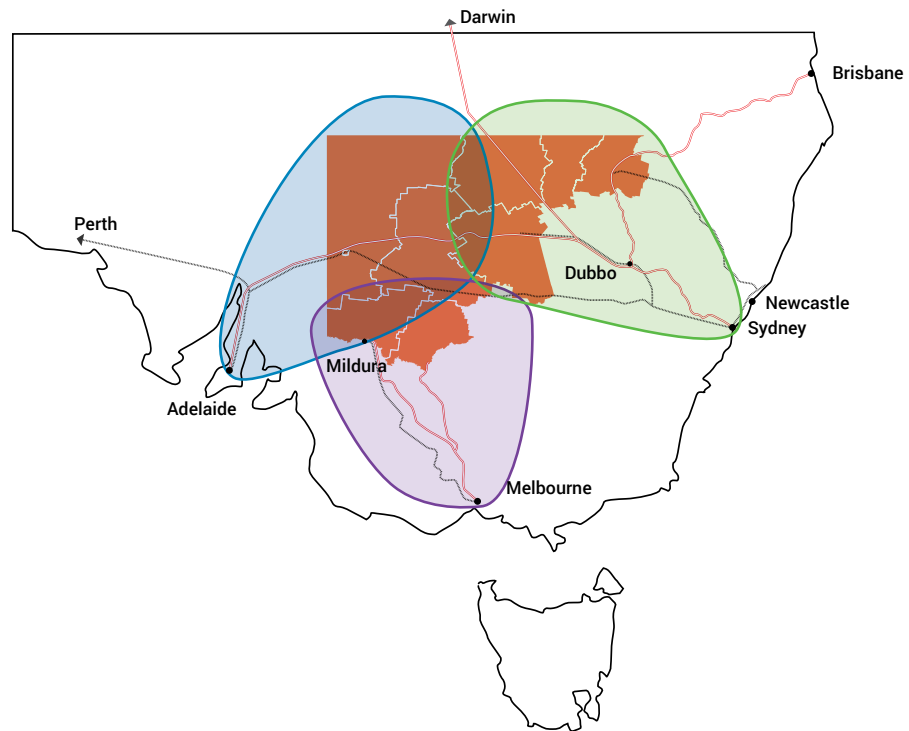 Darwin
Brisbane
Perth
Dubbo
Newcastle
Sydney
Mildura
Adelaide
Melbourne